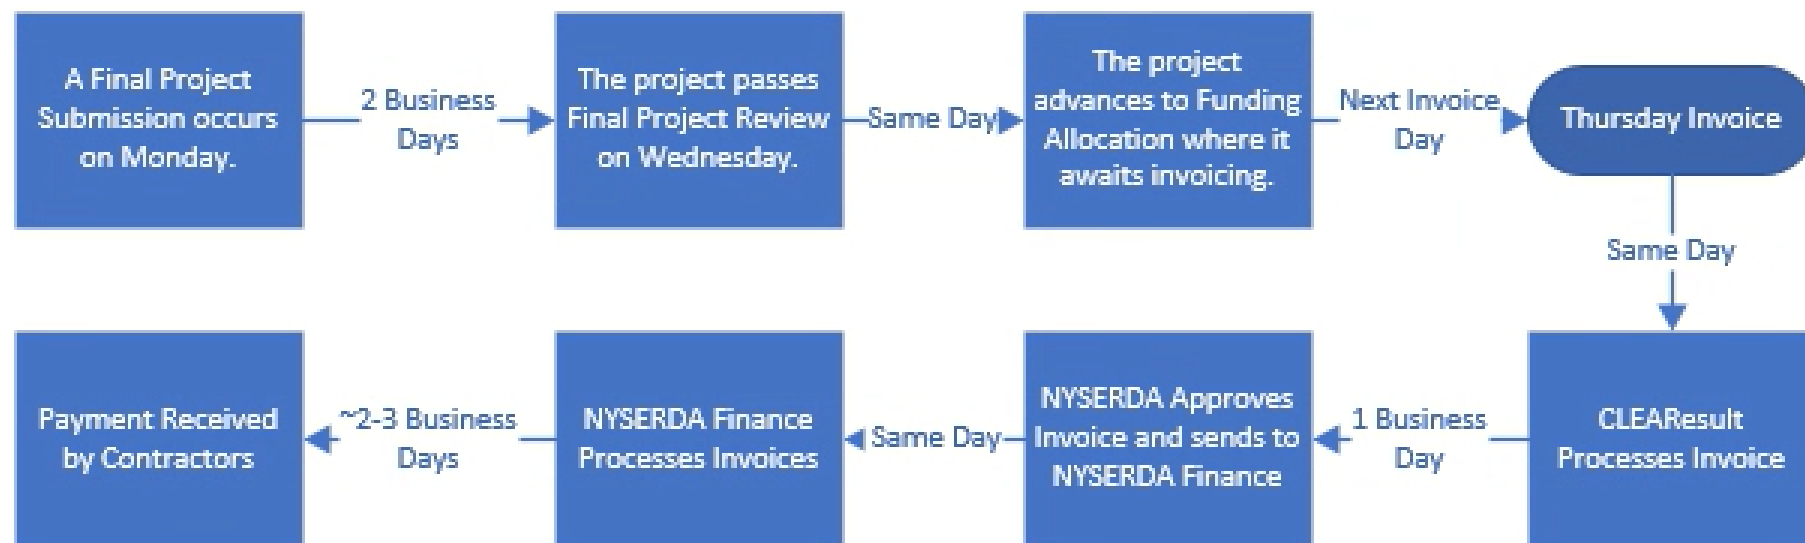 A Final Project
Submission occurs
on Monday.
2 Business
Days
The project passes
Final Project Review
on Wednesday.
Same Day
The project
advances to Funding
Allocation where it
awaits invoicing.
Next Invoice
Day
Thursday Invoice
Same Day
CLEAResult
Processes Invoice
1 Business
Day
NYSERDA Approves
Invoice and sends to
NYSERDA Finance
Same Day
NYSERDA Finance
Processes Invoices
~2-3 Business
Days
Payment Received
by Contractors